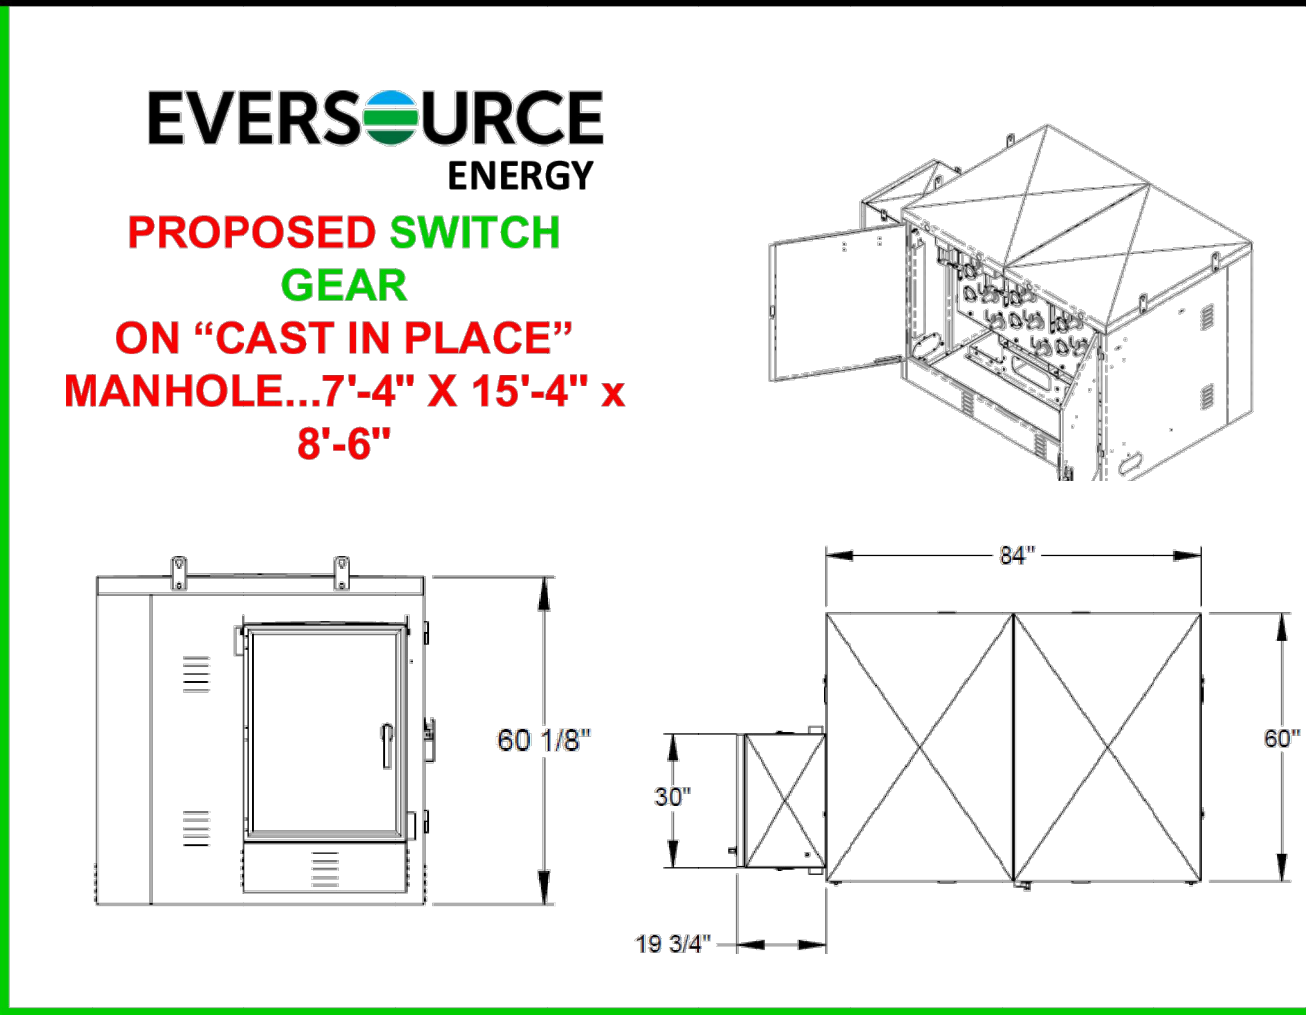 EVERSOURCE
ENERGY
PROPOSED SWITCH
GEAR
ON “CAST IN PLACE”
MANHOLE...7'-4" X 15'-4" x
8'-6"
84"
60 1/8"
60"
30"
19 3/4"